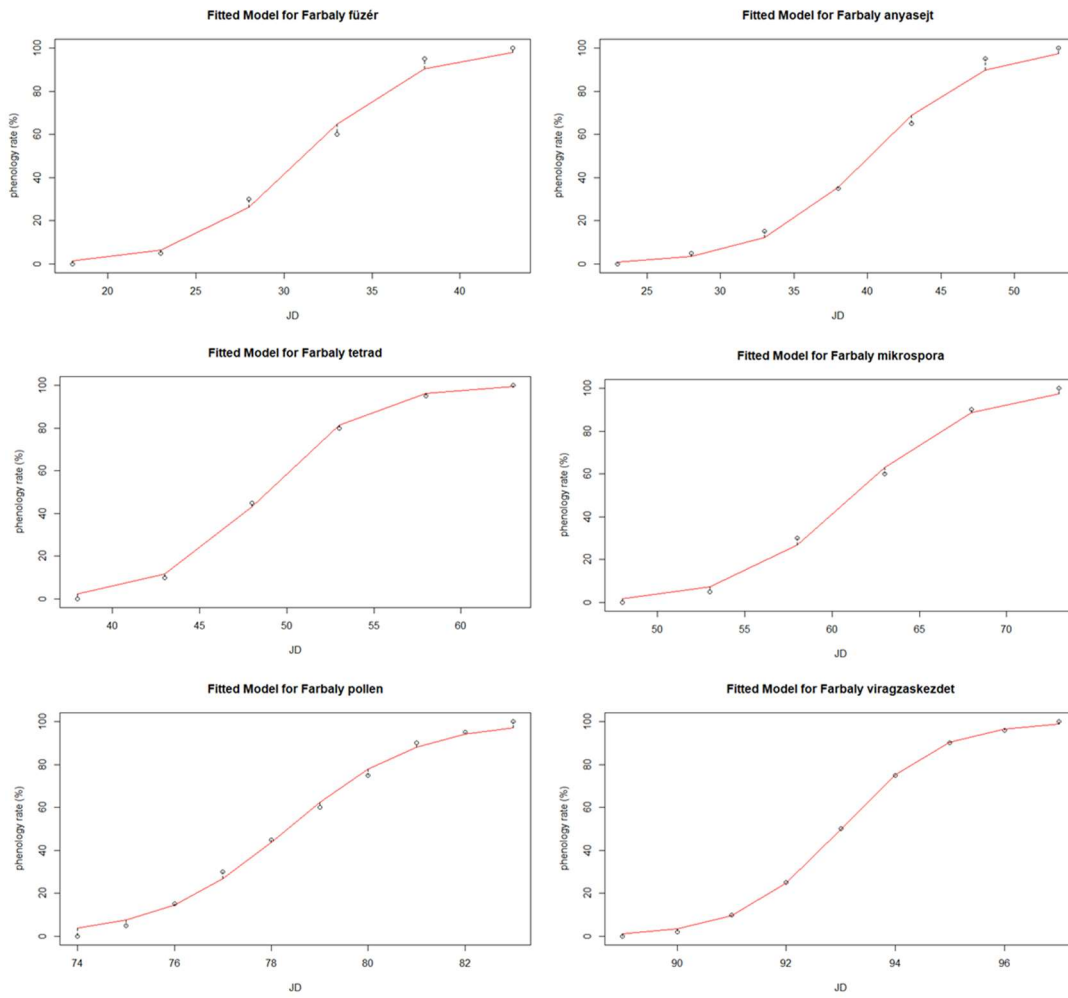 Fitted Model for Farbaly füzér
phenology rate (%)
0 20 40 60 80 100
20 25 30 35 40
JD
Fitted Model for Farbaly anyasejt
phenology rate (%)
0 20 40 60 80 100
25 30 35 40 45 50
JD
Fitted Model for Farbaly tetrad
phenology rate (%)
0 20 40 60 80 100
40 45 50 55 60
JD
Fitted Model for Farbaly mikrospora
phenology rate (%)
0 20 40 60 80 100
50 55 60 65 70
JD
Fitted Model for Farbaly pollen
phenology rate (%)
0 20 40 60 80 100
74 76 78 80 82
JD
Fitted Model for Farbaly viragzaskezdet
phenology rate (%)
0 20 40 60 80 100
90 92 94 96
JD